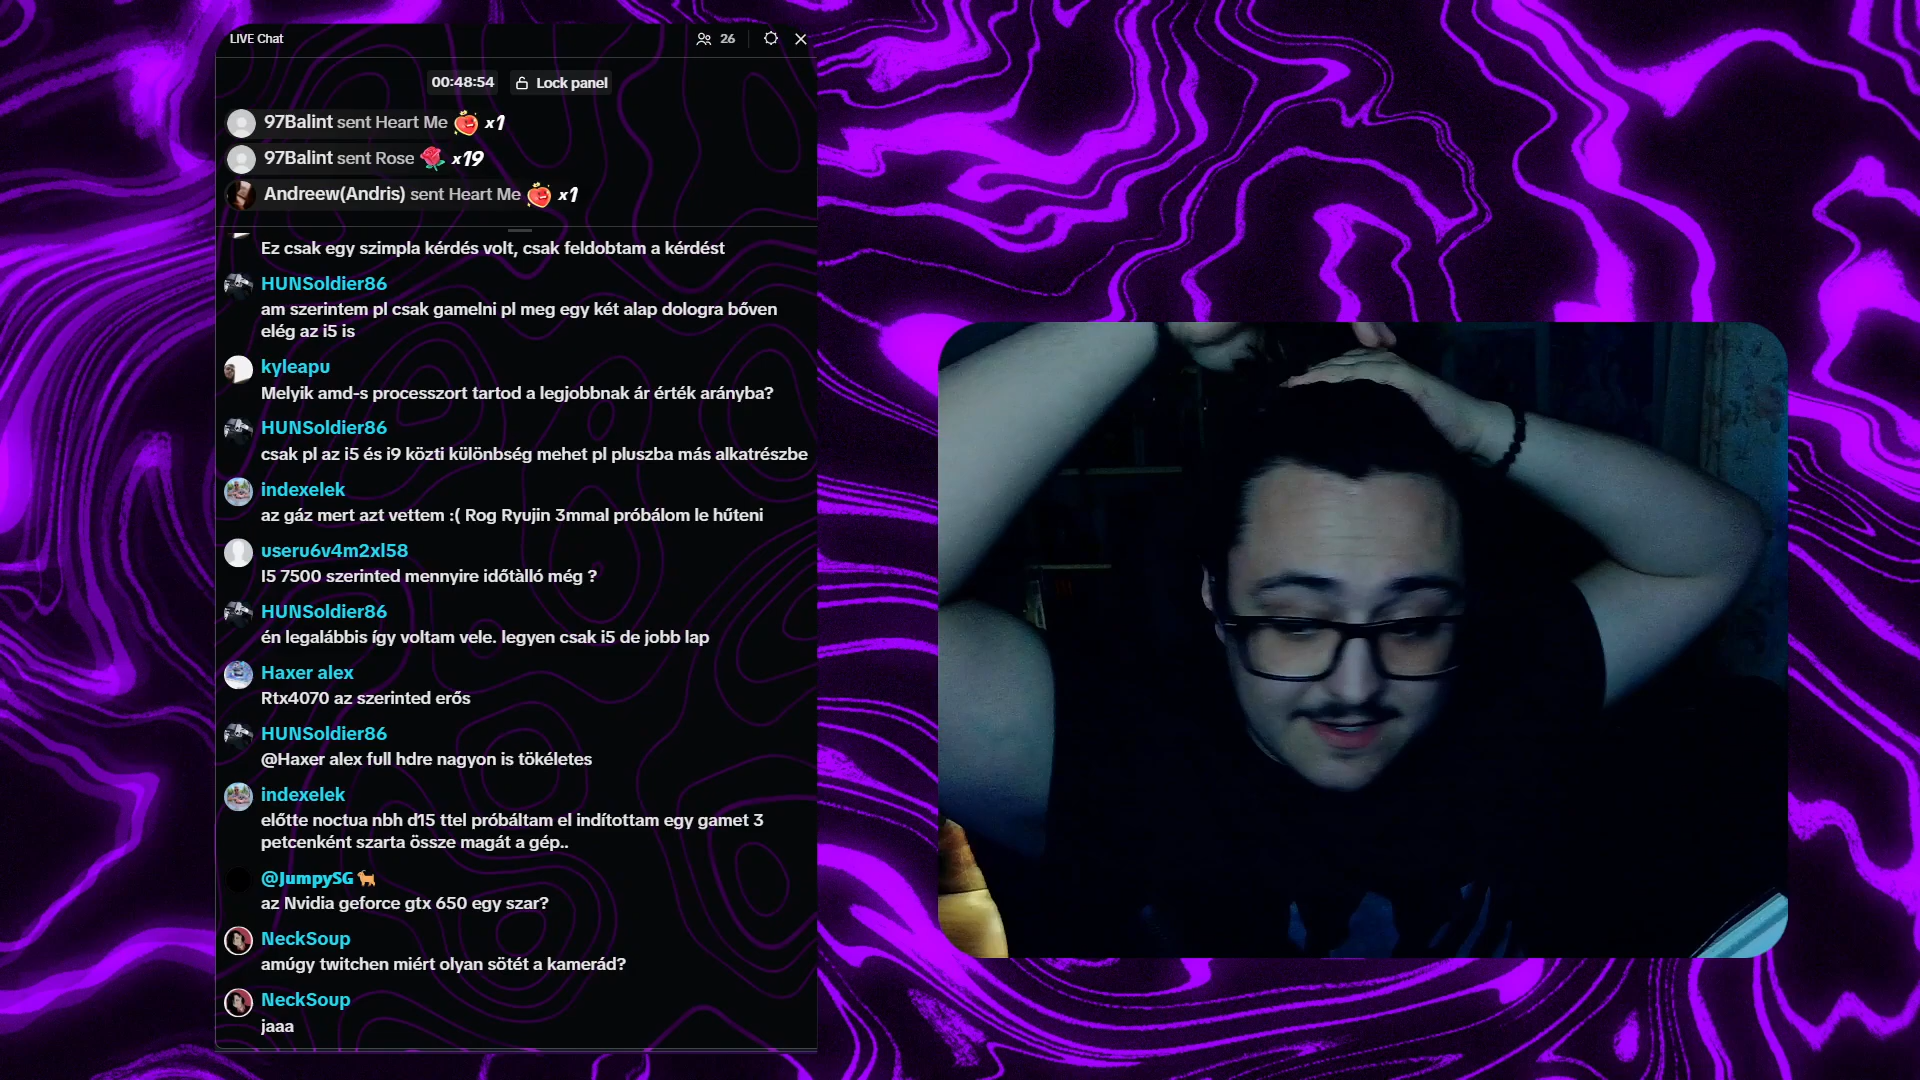 LIVE Chat
26
00:48:54
Lock panel
97Balint sent Heart Me x1
97Balint sent Rose x19
Andreew(Andris) sent Heart Me x1
Ez csak egy szimpla kérdés volt, csak feldobtam a kérdést
HUNSoldier86
am szerintem pl csak gamelni pl meg egy két alap dologra bőven
elég az i5 is
kyleapu
Melyik amd-s processzort tartod a legjobbnak ár érték arányba?
HUNSoldier86
csak pl az i5 és i9 közti különbség mehet pl pluszba más alkatrészbe
indexelek
az gáz mert azt vettem :( Rog Ryujin 3mmal próbálom le hűteni
useru6v4m2xl58
I5 7500 szerinted mennyire időtàlló még ?
HUNSoldier86
én legalábbis így voltam vele. legyen csak i5 de jobb lap
Haxer alex
Rtx4070 az szerinted erős
HUNSoldier86
@Haxer alex full hdre nagyon is tökéletes
indexelek
előtte noctua nbh d15 ttel próbáltam el indítottam egy gamet 3
petcenként szarta össze magát a gép..
@JumpySG🐕
az Nvidia geforce gtx 650 egy szar?
NeckSoup
amúgy twitchen miért olyan sötét a kamerád?
NeckSoup
jaaa